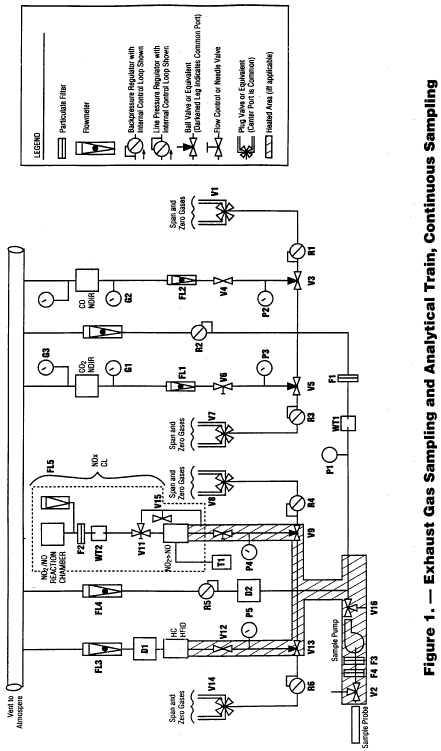 LEGEND
Particulate Filter
Flowmeter
Backpressure Regulator with
Internal Control Loop Shown
Line Pressure Regulator with
Internal Control Loop Shown
Ball Valve or Equivalent
(Darkened Leg Indicates Common Port)
Flow Control or Needle Valve
Plug Valve or Equivalent
(Center Port is Common)
Heated Area (If applicable)
Vent to
Atmospere
Span and
Zero Gases
V1
CO
NDIR
G2
FL2
V4
P2
R1
V3
R2
G3
CO2
NDIR
G1
FL1
V6
P3
V5
R3
Span and
Zero Gases
V7
F1
WT1
P1
NOx
CL
FL5
NO2/NO
REACTION
CHAMBER
F2
WT2
V11
V15
NO2->NO
T1
P4
Span and
Zero Gases
V8
R4
V9
FL4
R5
D2
FL3
D1
HC
HFID
V12
P5
V13
R6
Span and
Zero Gases
V14
V16
Sample Pump
F3
F4
V2
Sample Probe
Figure 1. — Exhaust Gas Sampling and Analytical Train, Continuous Sampling